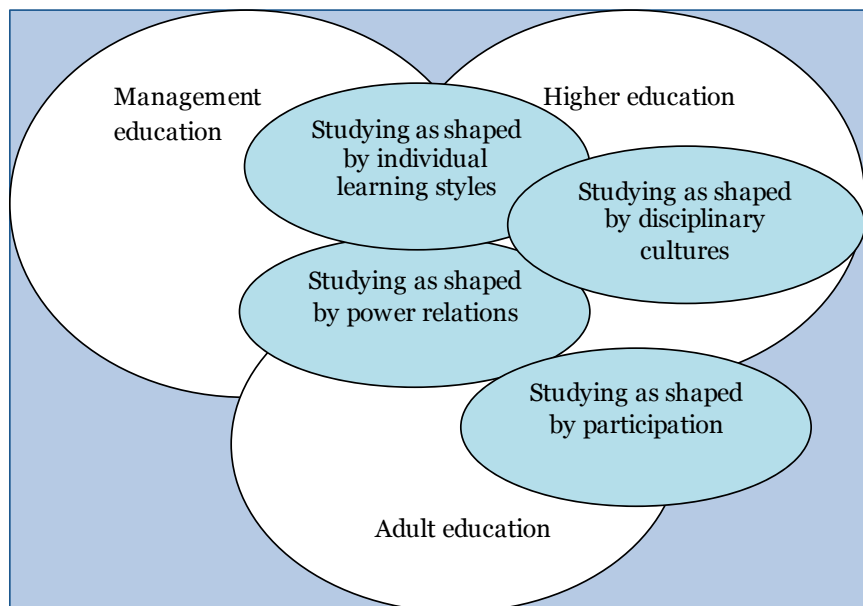 Management
education
Higher education
Studying as shaped
by individual
learning styles
Studying as shaped
by disciplinary
cultures
Studying as shaped
by power relations
Studying as shaped
by participation
Adult education